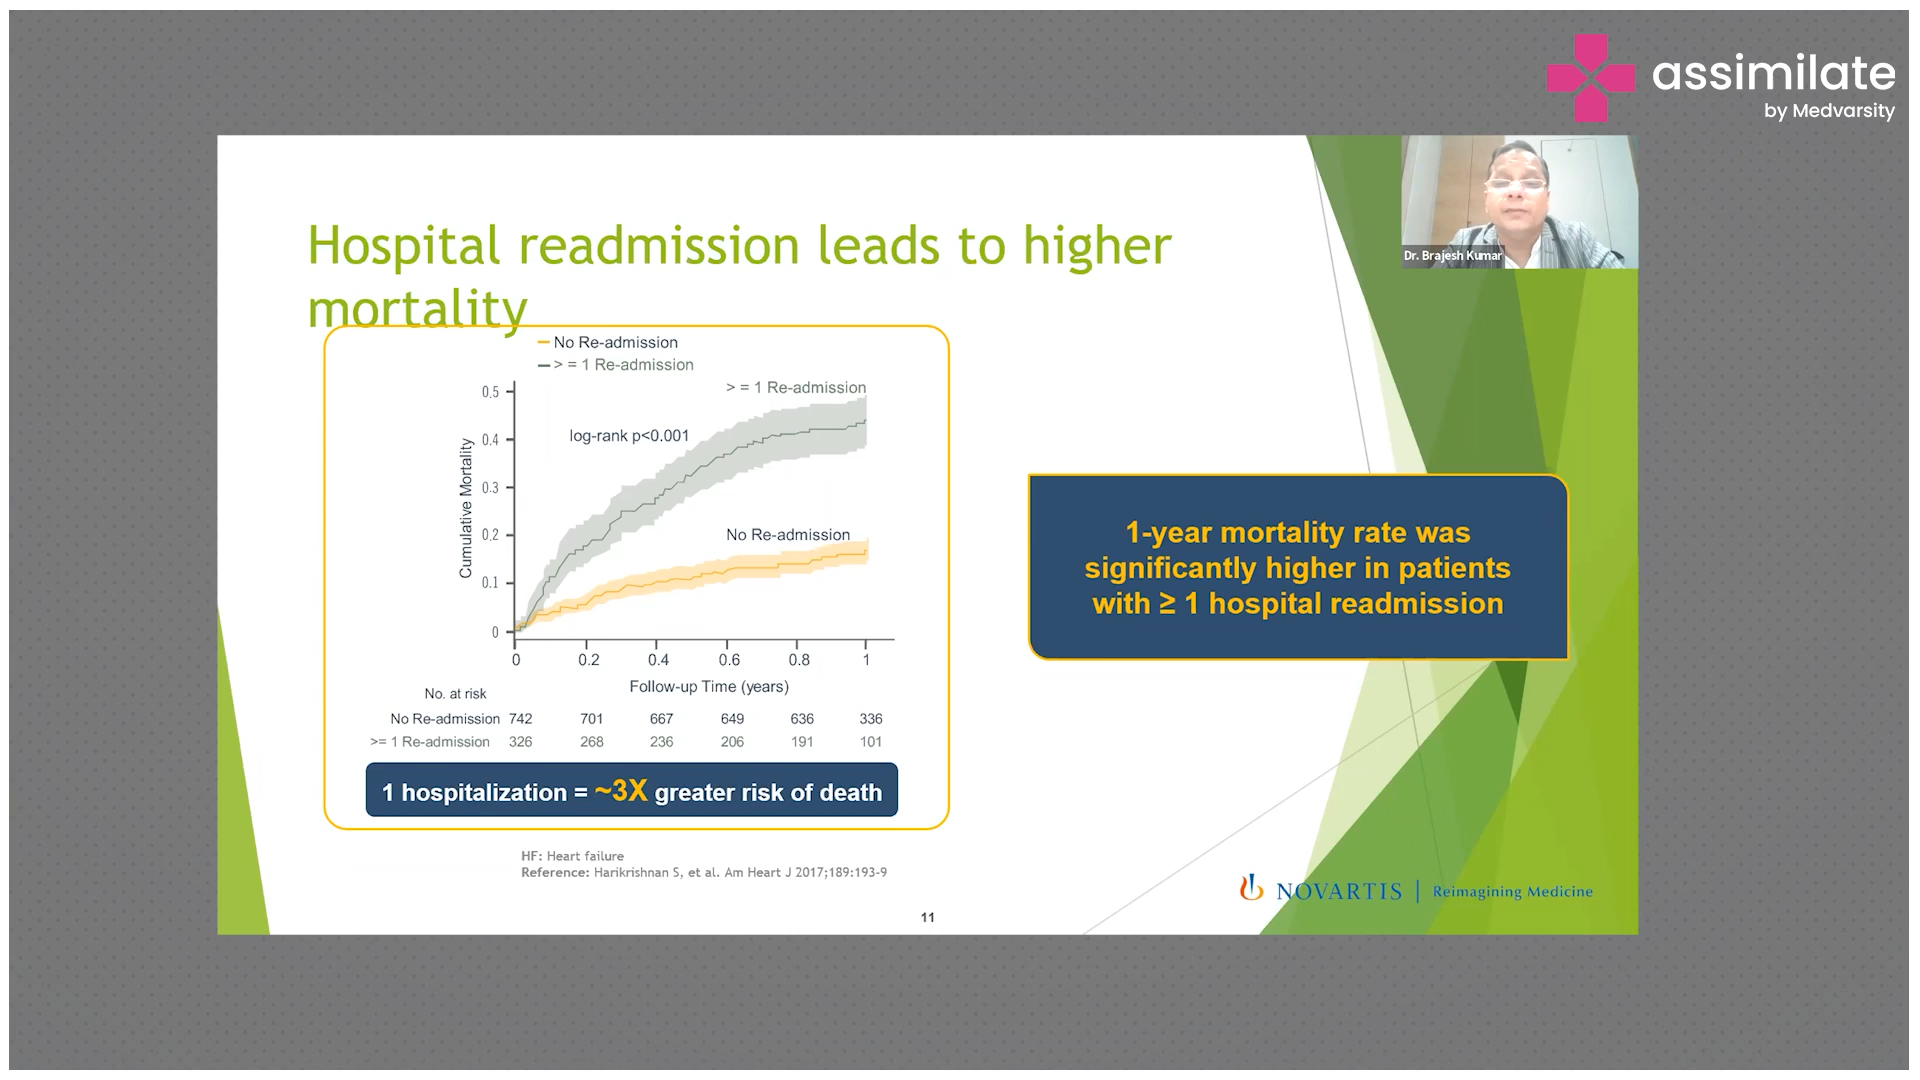 assimilate
by Medvarsity
Dr. Brajesh Kumar
Hospital readmission leads to higher
mortality
No Re-admission
> = 1 Re-admission
> = 1 Re-admission
log-rank p<0.001
No Re-admission
Cumulative Mortality
0.5
0.4
0.3
0.2
0.1
0
0 0.2 0.4 0.6 0.8 1
Follow-up Time (years)
No. at risk
No Re-admission 742 701 667 649 636 336
>= 1 Re-admission 326 268 236 206 191 101
1 hospitalization = ~3X greater risk of death
1-year mortality rate was
significantly higher in patients
with ≥ 1 hospital readmission
HF: Heart failure
Reference: Harikrishnan S, et al. Am Heart J 2017;189:193-9
NOVARTIS | Reimagining Medicine
11